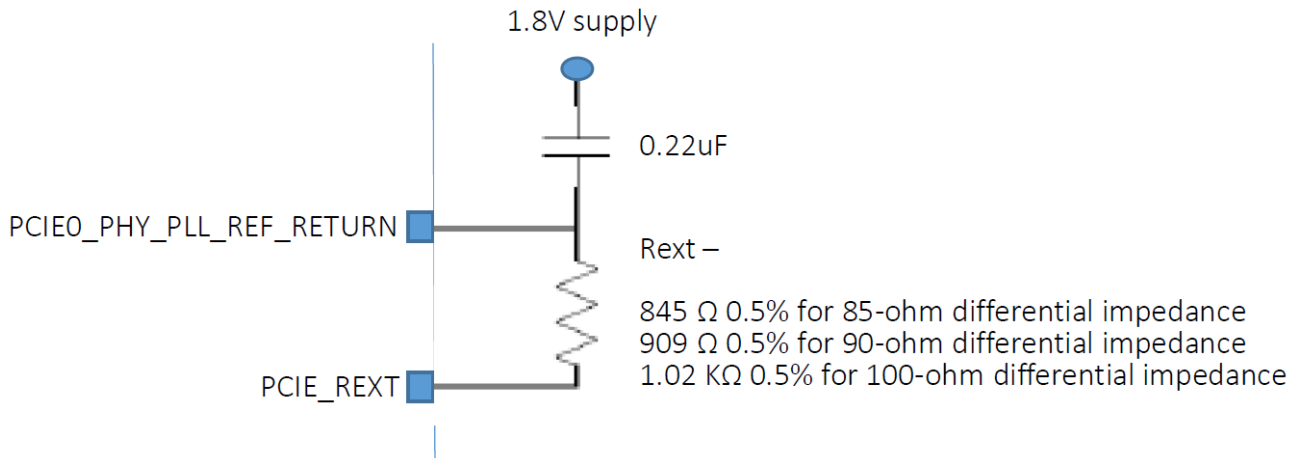 1.8V supply
0.22uF
PCIE0_PHY_PLL_REF_RETURN
Rext –
845 Ω 0.5% for 85-ohm differential impedance
909 Ω 0.5% for 90-ohm differential impedance
1.02 KΩ 0.5% for 100-ohm differential impedance
PCIE_REXT